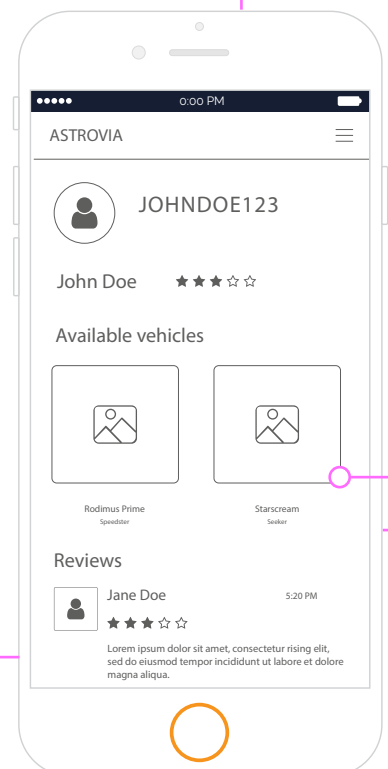 0:00 PM
ASTROVIA
JOHNDOE123
John Doe
Available vehicles
Rodimus Prime
Starscream
Speedster
Seeker
Reviews
Jane Doe
5:20 PM
Lorem ipsum dolor sit amet, consectetur rising elit,
sed do eiusmod tempor incididunt ut labore et dolore
magna aliqua.